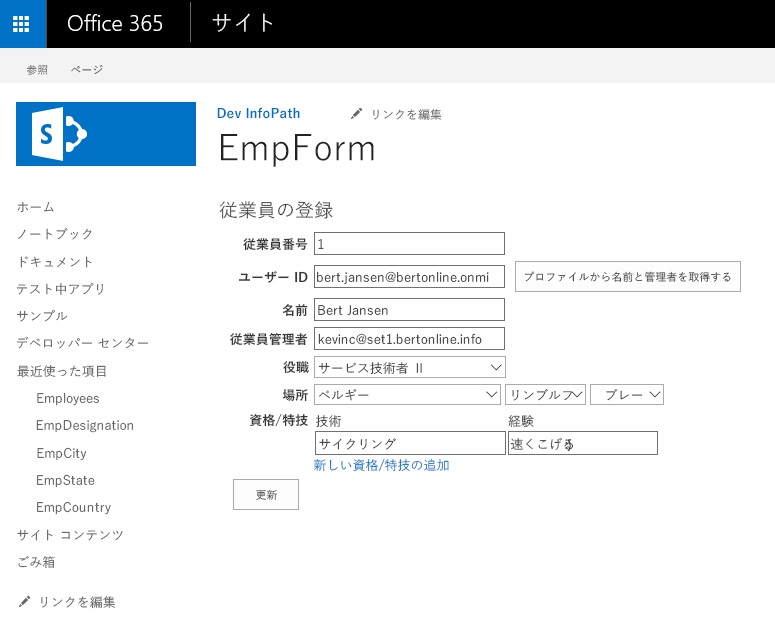 Office 365 サイト
参照 ページ
S
Dev InfoPath リンクを編集
EmpForm
ホーム
ノートブック
ドキュメント
テスト中アプリ
サンプル
デベロッパー センター
最近使った項目
Employees
EmpDesignation
EmpCity
EmpState
EmpCountry
サイト コンテンツ
ごみ箱
リンクを編集
従業員の登録
従業員番号 1
ユーザー ID bert.jansen@bertonline.onmi プロファイルから名前と管理者を取得する
名前 Bert Jansen
従業員管理者 kevinc@set1.bertonline.info
役職 サービス技術者 II
場所 ベルギー リンブルフ ブレー
資格/特技 技術 経験
サイクリング 速くこげる
新しい資格/特技の追加
更新